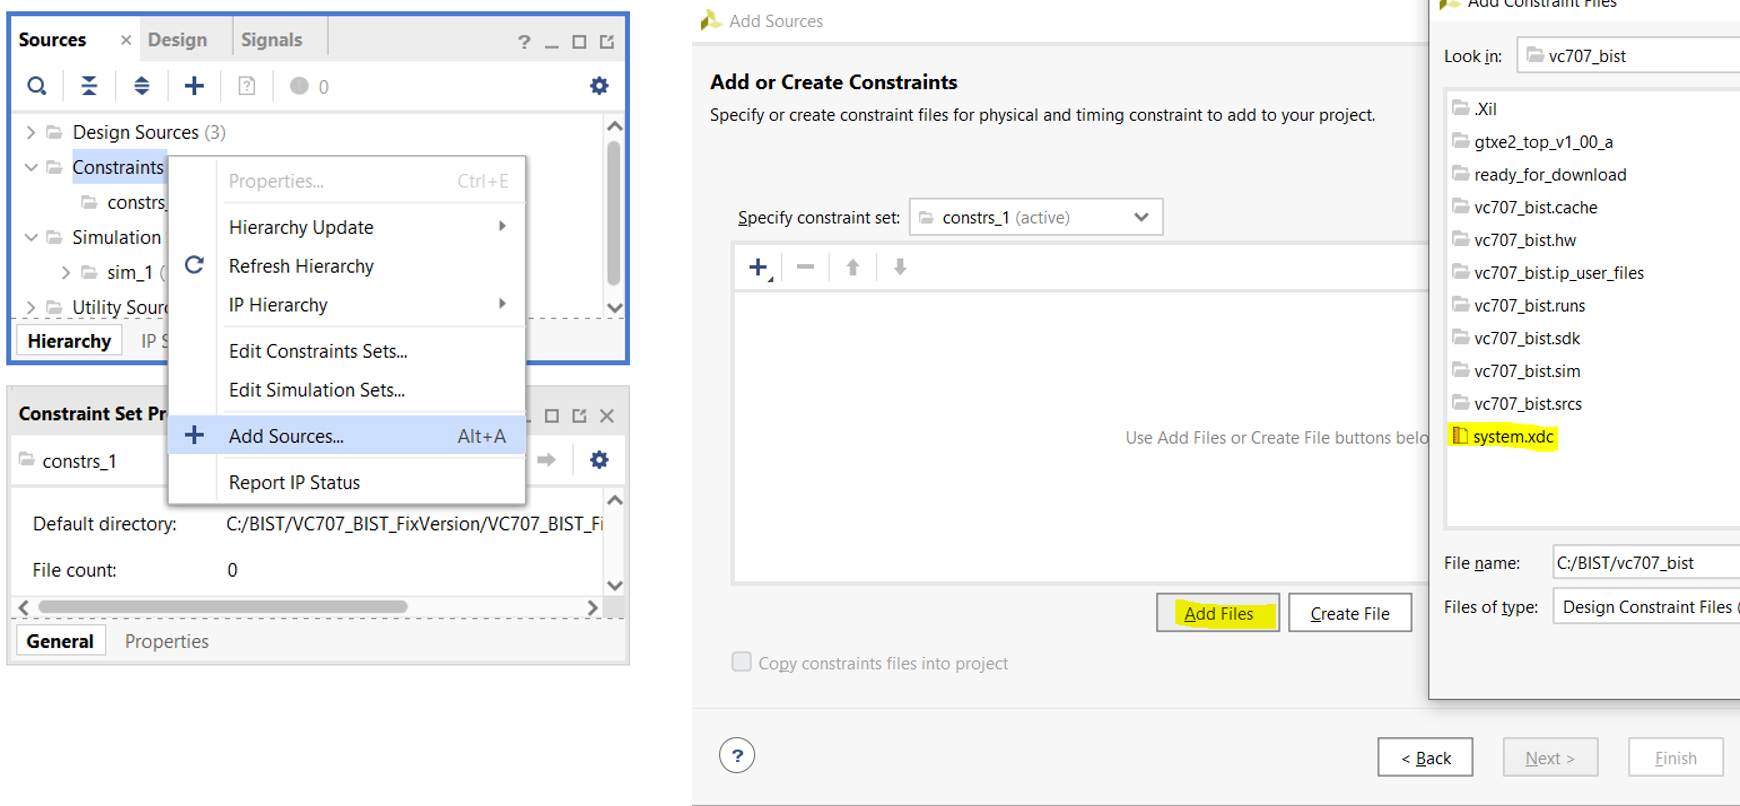 Sources × Design Signals ?
0
Design Sources (3)
Constraints
constrs_
Simulation
sim_1 (
Utility Sourc
Hierarchy IP S
Properties... Ctrl+E
Hierarchy Update
Refresh Hierarchy
IP Hierarchy
Edit Constraints Sets...
Edit Simulation Sets...
Add Sources... Alt+A
Report IP Status
Constraint Set Pr
constrs_1
Default directory: C:/BIST/VC707_BIST_FixVersion/VC707_BIST_Fi
File count: 0
General Properties
Add Sources
Add or Create Constraints
Specify or create constraint files for physical and timing constraint to add to your project.
Specify constraint set: constrs_1 (active)
Use Add Files or Create File buttons belo
Add Files Create File
Copy constraints files into project
? < Back Next > Finish
Add Constraint Files
Look in: vc707_bist
.Xil
gtxe2_top_v1_00_a
ready_for_download
vc707_bist.cache
vc707_bist.hw
vc707_bist.ip_user_files
vc707_bist.runs
vc707_bist.sdk
vc707_bist.sim
vc707_bist.srcs
system.xdc
File name: C:/BIST/vc707_bist
Files of type: Design Constraint Files (